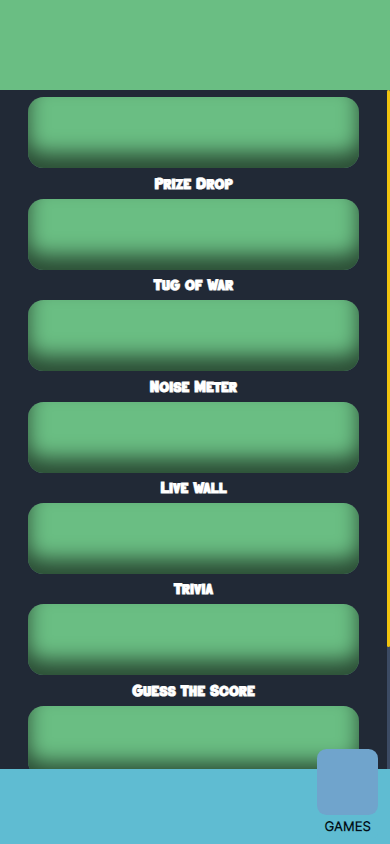 Prize Drop
Tug of War
Noise Meter
Live Wall
Trivia
Guess The Score
GAMES